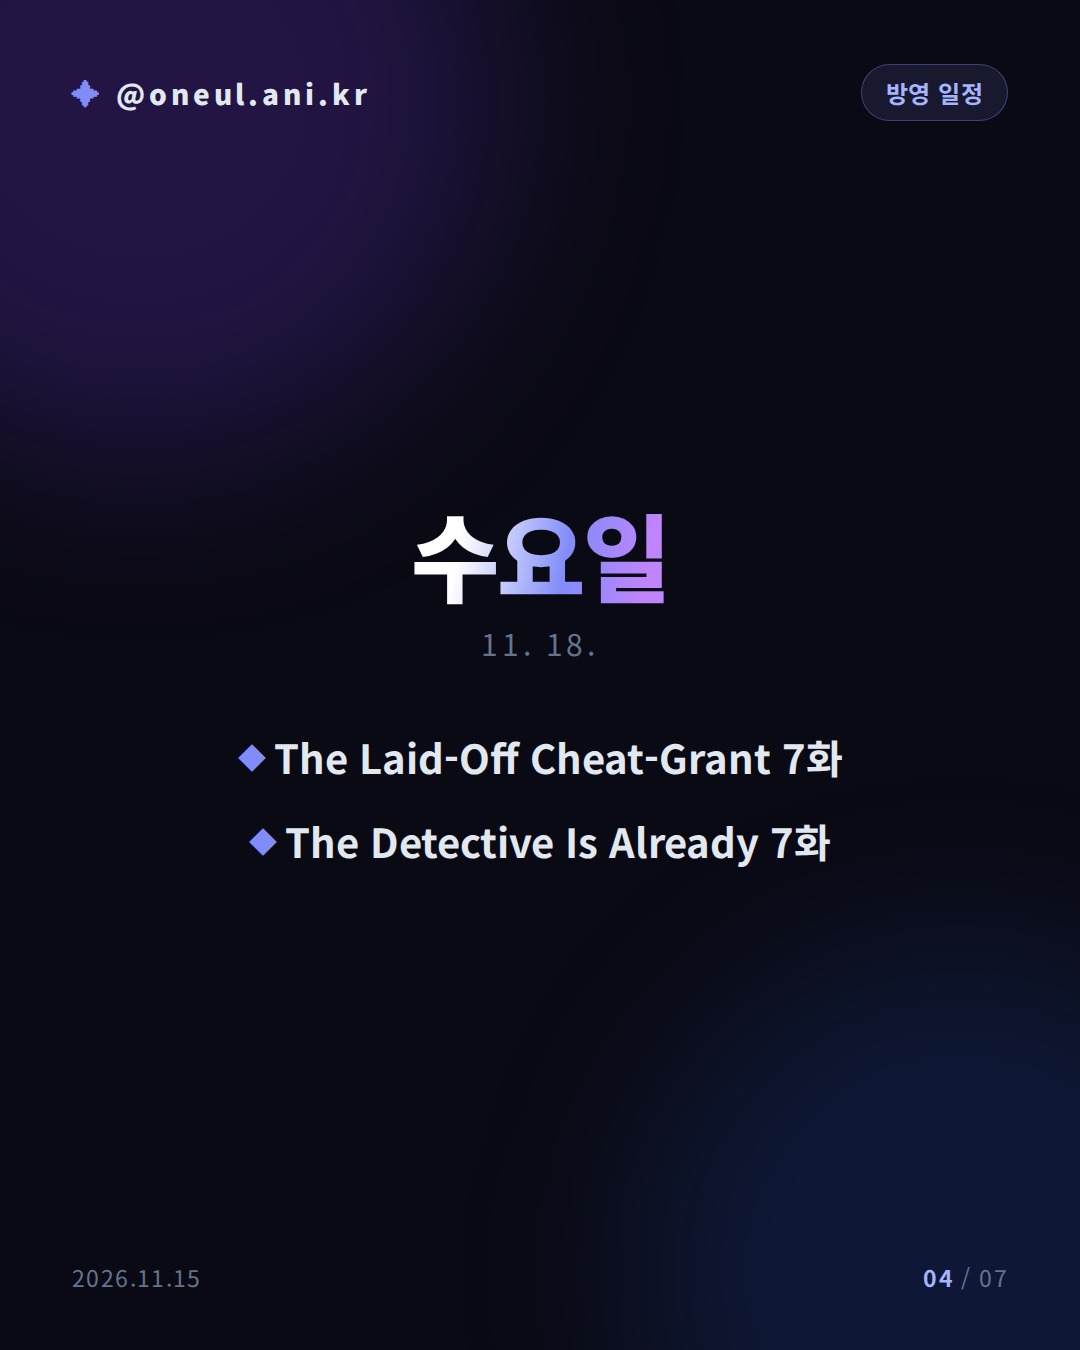 @oneul.ani.kr
방영 일정
수요일
11. 18.
◆ The Laid-Off Cheat-Grant 7화
◆ The Detective Is Already 7화
2026.11.15
04 / 07